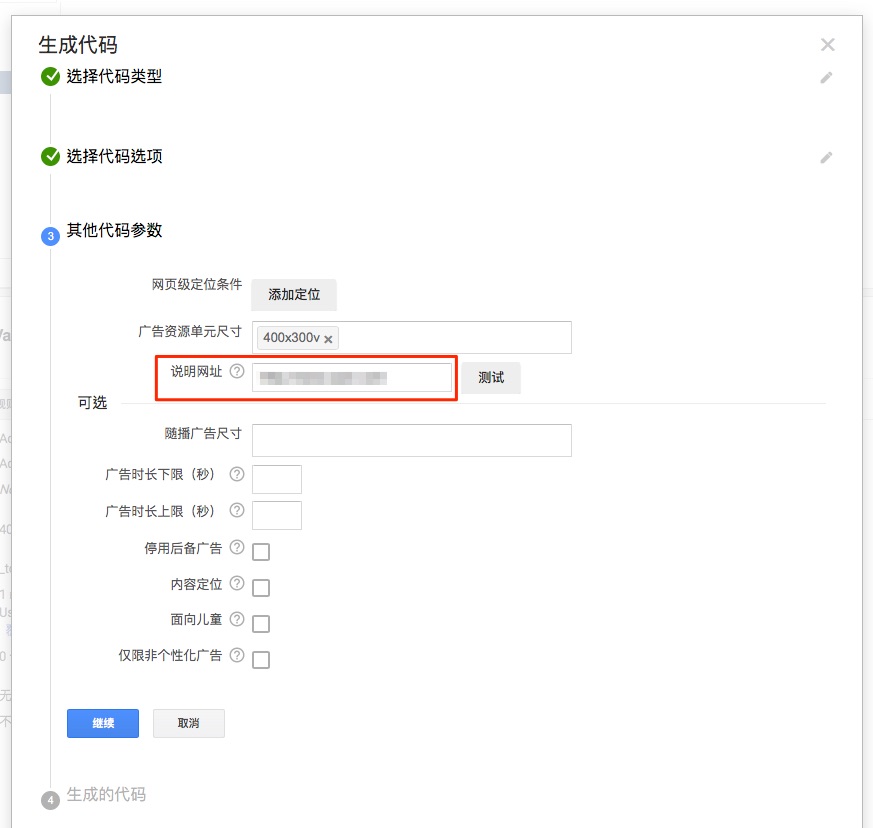 生成代码
选择代码类型
选择代码选项
3 其他代码参数
网页级定位条件 添加定位
广告资源单元尺寸 400x300v ×
说明网址 ? 测试
可选
随播广告尺寸
广告时长下限（秒） ?
广告时长上限（秒） ?
停用后备广告 ?
内容定位 ?
面向儿童 ?
仅限非个性化广告 ?
继续 取消
4 生成的代码